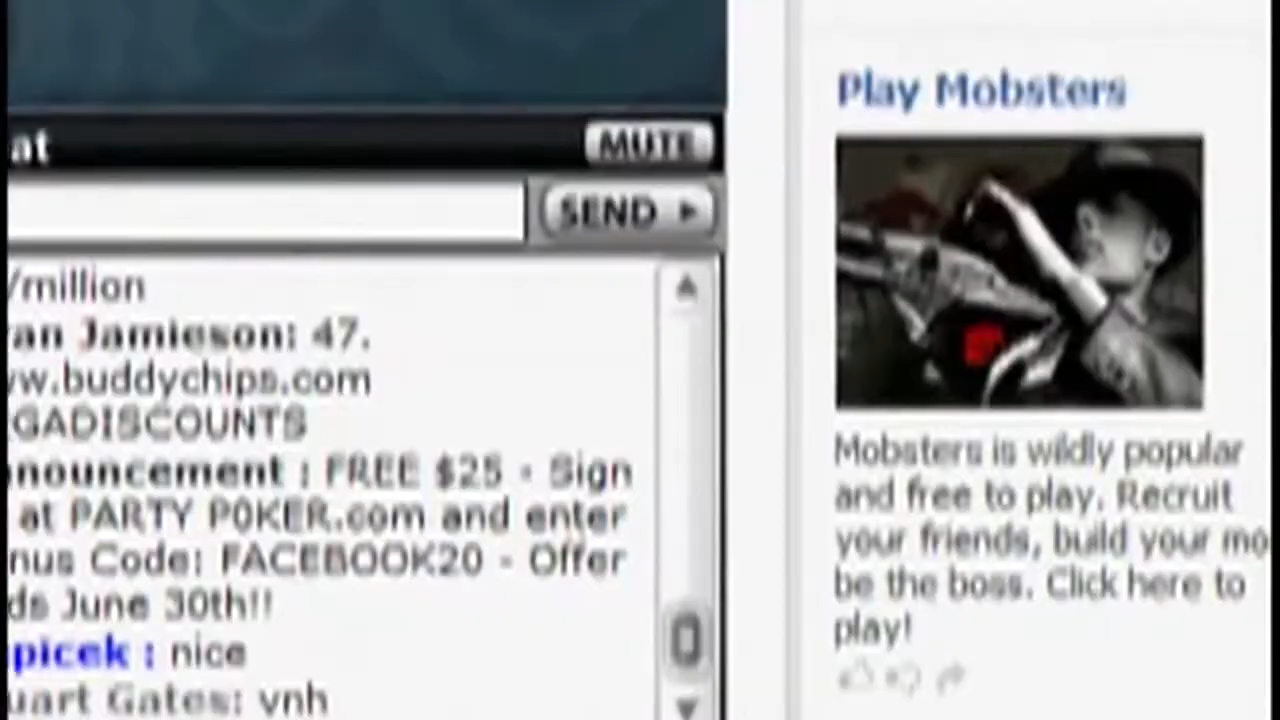 at
MUTE
SEND
/million
an Jamieson: 47.
w.buddychips.com
GADISCOUNTS
nouncement : FREE $25 - Sign
at PARTY P0KER.com and enter
nus Code: FACEBOOK20 - Offer
ds June 30th!!
picek : nice
uart Gates: vnh
Play Mobsters
Mobsters is wildly popular
and free to play. Recruit
your friends, build your mo
be the boss. Click here to
play!